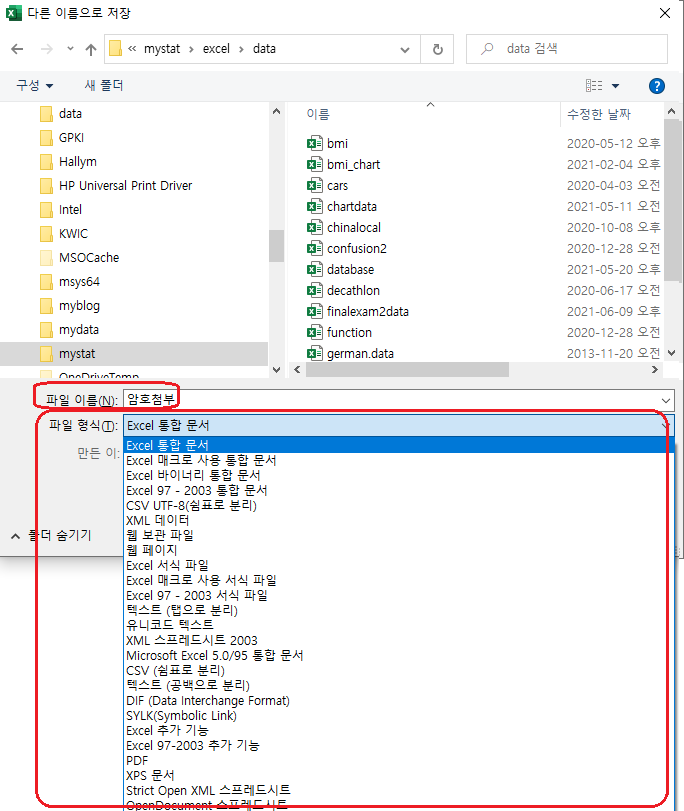 다른 이름으로 저장
« mystat › excel › data
data 검색
구성
새 폴더
data
GPKI
Hallym
HP Universal Print Driver
Intel
KWIC
MSOCache
msys64
myblog
mydata
mystat
OneDriveTemp
이름 수정한 날짜
bmi 2020-05-12 오후
bmi_chart 2021-02-04 오후
cars 2020-04-03 오전
chartdata 2021-05-11 오전
chinalocal 2020-10-08 오후
confusion2 2020-12-28 오전
database 2021-05-20 오후
decathlon 2020-06-17 오전
finalexam2data 2021-06-09 오후
function 2020-12-28 오전
german.data 2013-11-20 오전
파일 이름(N): 암호첨부
파일 형식(T): Excel 통합 문서
만든 이:
폴더 숨기기
Excel 통합 문서
Excel 매크로 사용 통합 문서
Excel 바이너리 통합 문서
Excel 97 - 2003 통합 문서
CSV UTF-8(쉼표로 분리)
XML 데이터
웹 보관 파일
웹 페이지
Excel 서식 파일
Excel 매크로 사용 서식 파일
Excel 97 - 2003 서식 파일
텍스트 (탭으로 분리)
유니코드 텍스트
XML 스프레드시트 2003
Microsoft Excel 5.0/95 통합 문서
CSV (쉼표로 분리)
텍스트 (공백으로 분리)
DIF (Data Interchange Format)
SYLK(Symbolic Link)
Excel 추가 기능
Excel 97-2003 추가 기능
PDF
XPS 문서
Strict Open XML 스프레드시트
OpenDocument 스프레드시트